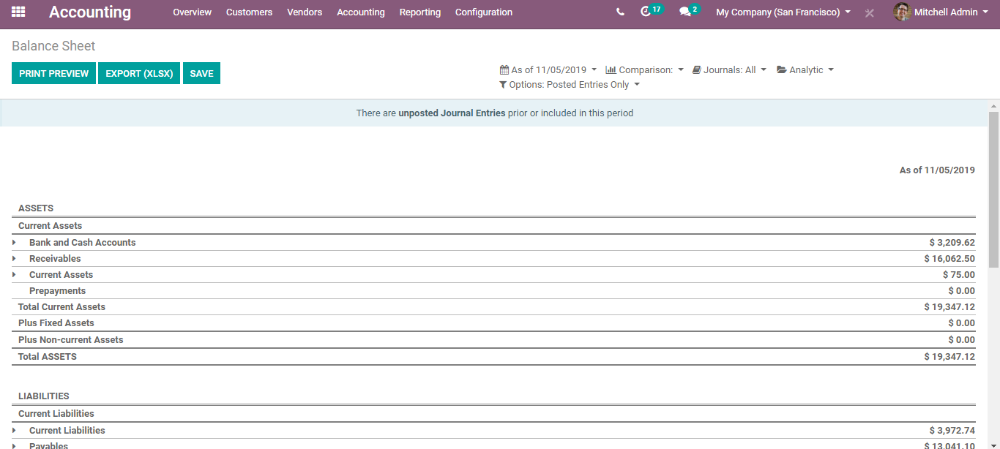 Accounting Overview Customers Vendors Accounting Reporting Configuration 17 2 My Company (San Francisco) Mitchell Admin
Balance Sheet
PRINT PREVIEW EXPORT (XLSX) SAVE
As of 11/05/2019 Comparison: Journals: All Analytic
Options: Posted Entries Only
There are unposted Journal Entries prior or included in this period
As of 11/05/2019
ASSETS
Current Assets
Bank and Cash Accounts $ 3,209.62
Receivables $ 16,062.50
Current Assets $ 75.00
Prepayments $ 0.00
Total Current Assets $ 19,347.12
Plus Fixed Assets $ 0.00
Plus Non-current Assets $ 0.00
Total ASSETS $ 19,347.12
LIABILITIES
Current Liabilities
Current Liabilities $ 3,972.74
Payables $ 13,041.10